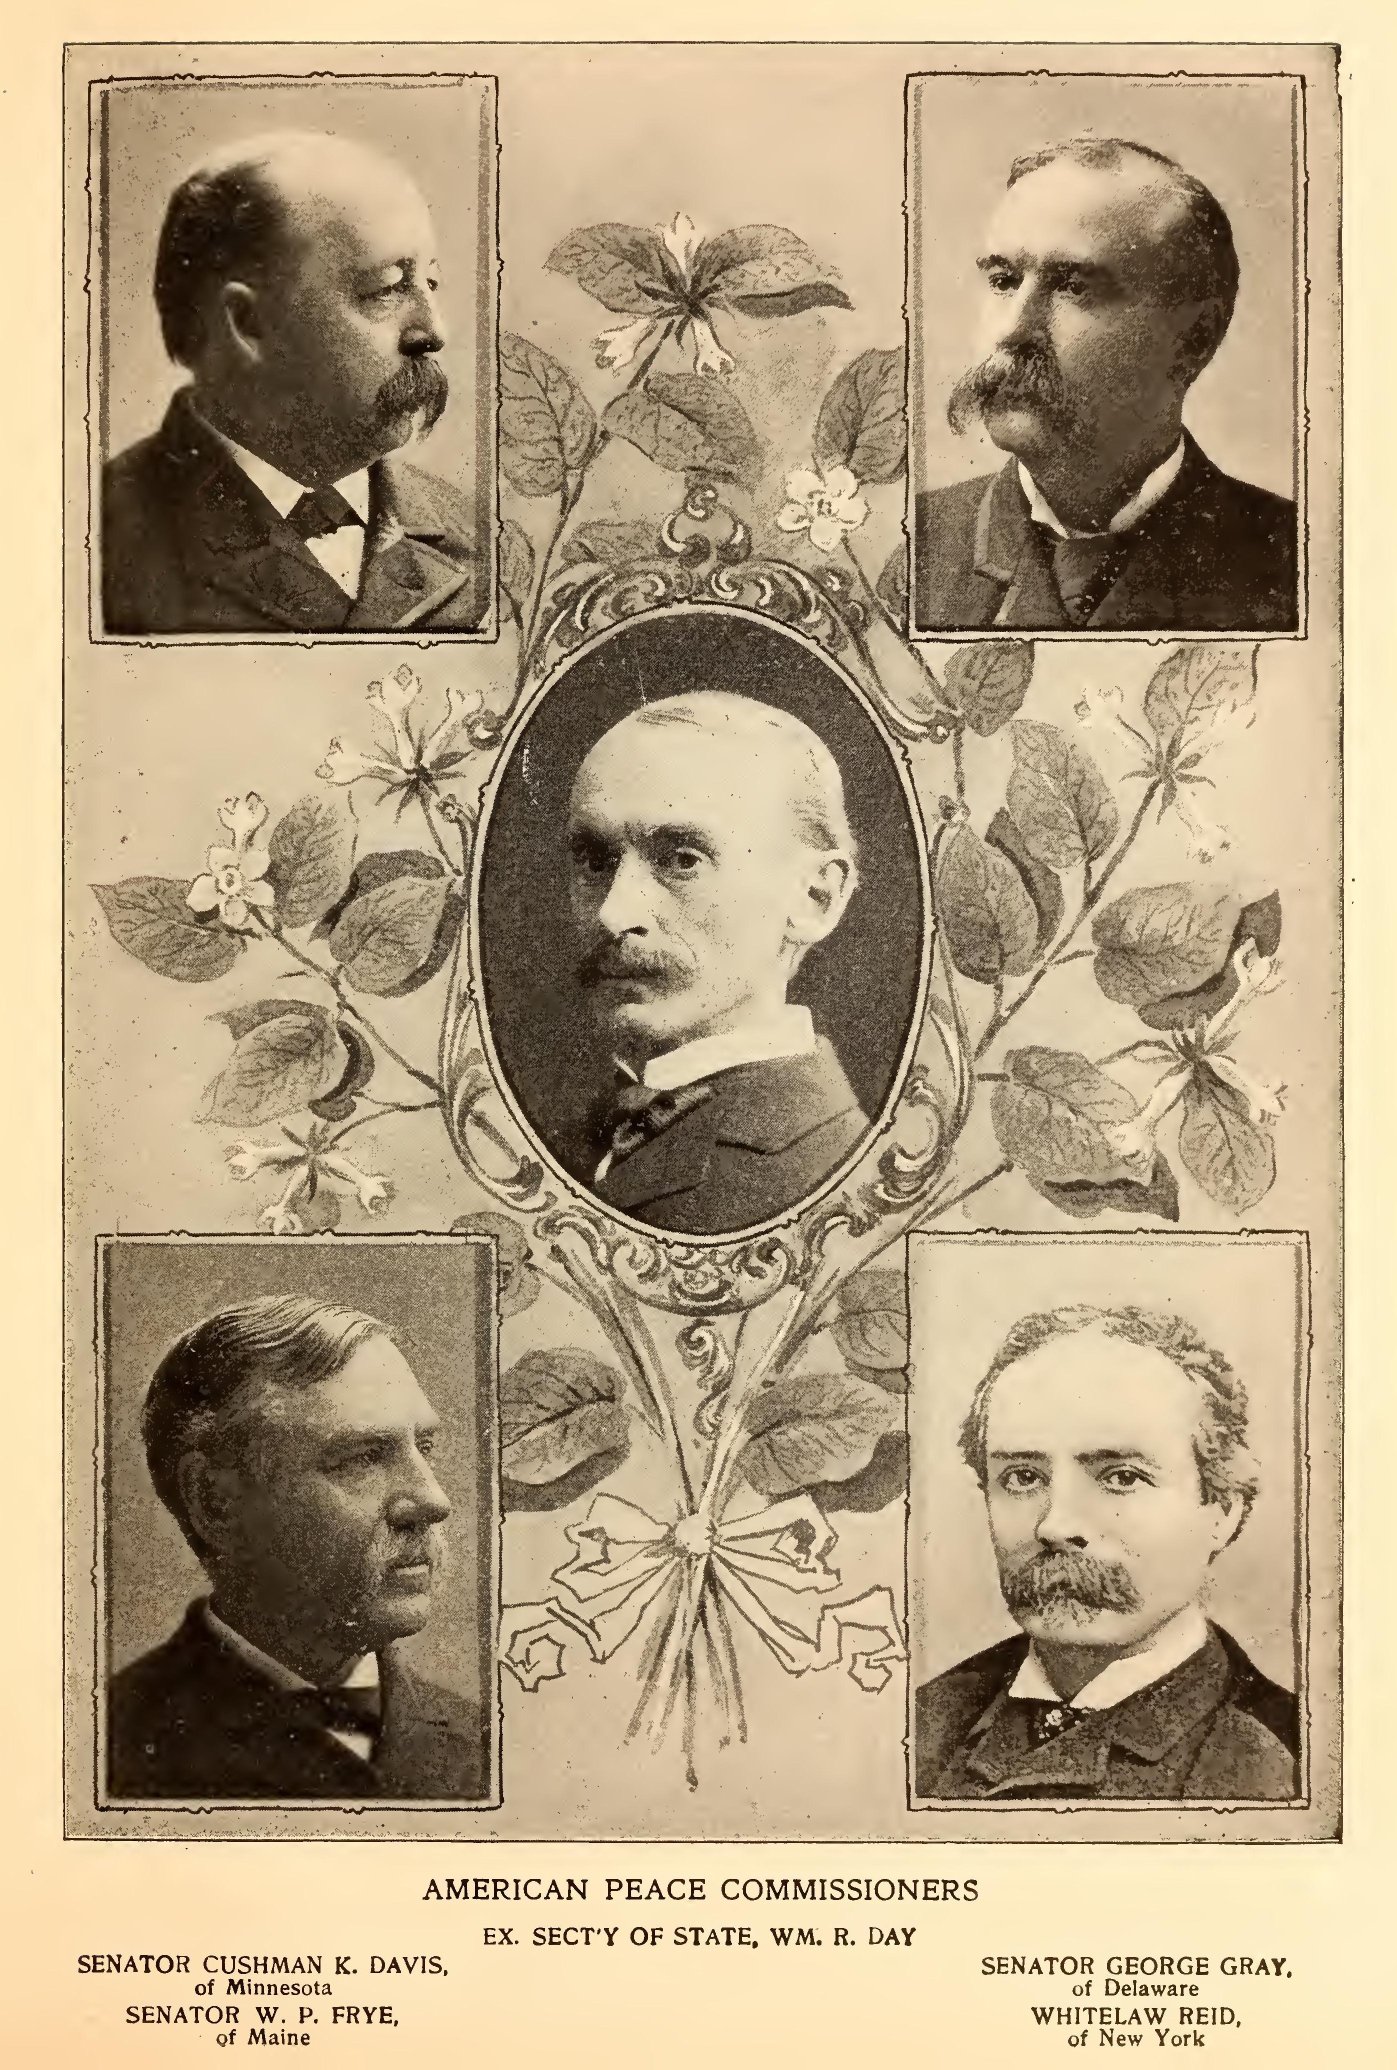 AMERICAN PEACE COMMISSIONERS
EX. SECT'Y OF STATE, WM. R. DAY
SENATOR CUSHMAN K. DAVIS,
of Minnesota
SENATOR W. P. FRYE,
of Maine
SENATOR GEORGE GRAY,
of Delaware
WHITELAW REID,
of New York